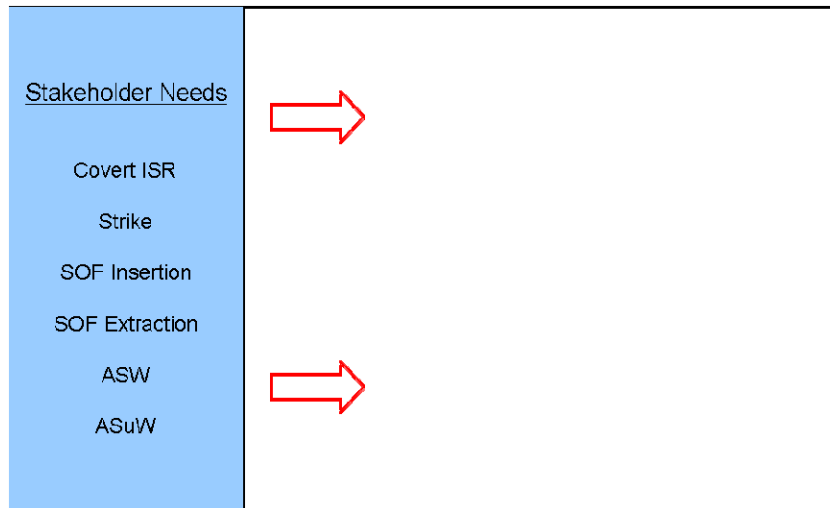 Stakeholder Needs
Covert ISR
Strike
SOF Insertion
SOF Extraction
ASW
ASuW